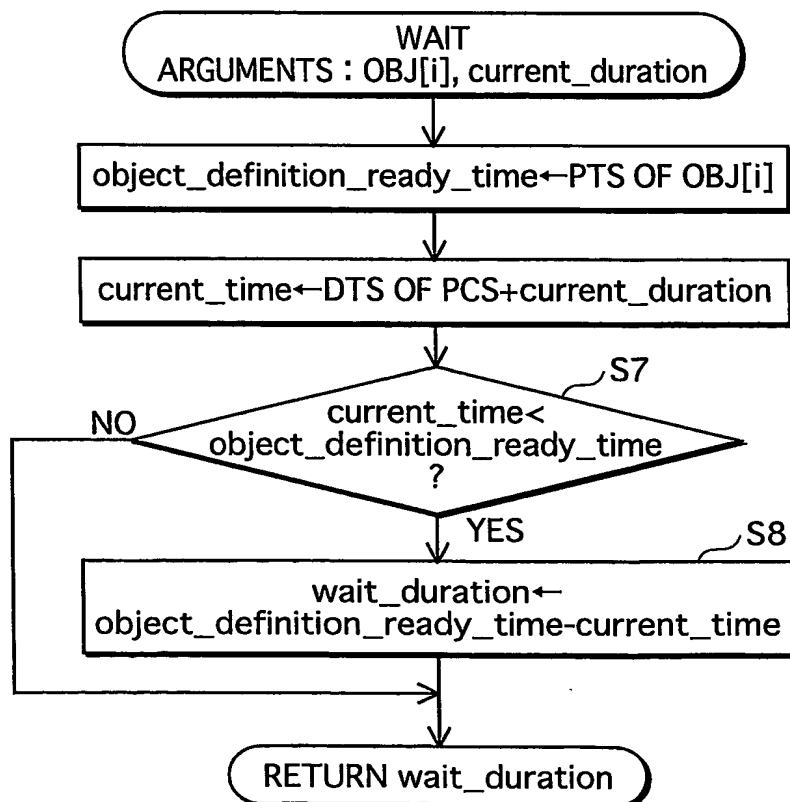 WAIT
ARGUMENTS : OBJ[i], current_duration
object_definition_ready_time←PTS OF OBJ[i]
current_time←DTS OF PCS+current_duration
S7
current_time<
object_definition_ready_time
?
NO
YES
S8
wait_duration←
object_definition_ready_time-current_time
RETURN wait_duration